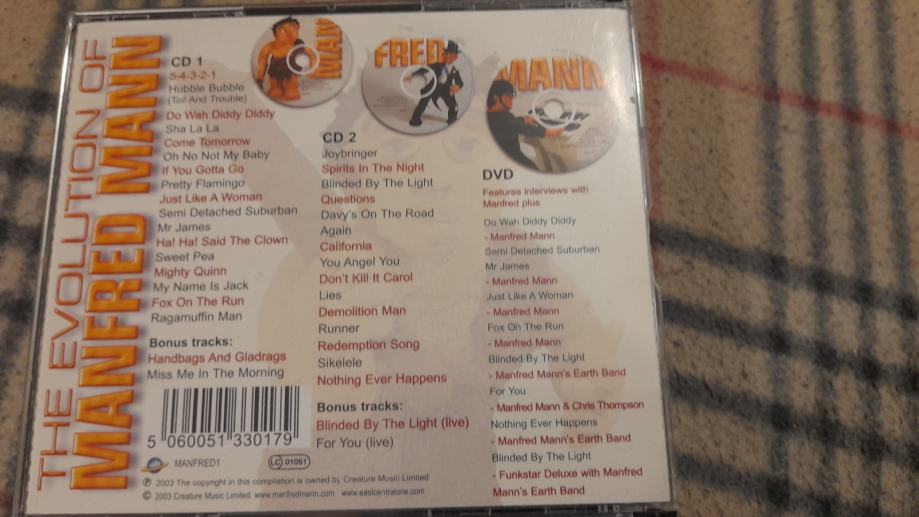 THE EVOLUTION OF
MANFRED MANN
CD 1
5-4-3-2-1
Hubble Bubble
(Toil And Trouble)
Do Wah Diddy Diddy
Sha La La
Come Tomorrow
Oh No Not My Baby
If You Gotta Go
Pretty Flamingo
Just Like A Woman
Semi Detached Suburban
Mr James
Ha! Ha! Said The Clown
Sweet Pea
Mighty Quinn
My Name Is Jack
Fox On The Run
Ragamuffin Man
Bonus tracks:
Handbags And Gladrags
Miss Me In The Morning
5 060051 330179
MANFRED1
LC 01051
MAN
FRED
MANN
CD 2
Joybringer
Spirits In The Night
Blinded By The Light
Questions
Davy's On The Road
Again
California
You Angel You
Don't Kill It Carol
Lies
Demolition Man
Runner
Redemption Song
Sikelele
Nothing Ever Happens
Bonus tracks:
Blinded By The Light (live)
For You (live)
DVD
Features interviews with
Manfred plus
Do Wah Diddy Diddy
- Manfred Mann
Semi Detached Suburban
Mr James
- Manfred Mann
Just Like A Woman
- Manfred Mann
Fox On The Run
- Manfred Mann
Blinded By The Light
- Manfred Mann's Earth Band
For You
- Manfred Mann & Chris Thompson
Nothing Ever Happens
- Manfred Mann's Earth Band
Blinded By The Light
- Funkstar Deluxe with Manfred
Mann's Earth Band
℗ 2003 The copyright in this compilation is owned by Creature Music Limited
© 2003 Creature Music Limited www.manfredmann.com www.eastcentralone.com